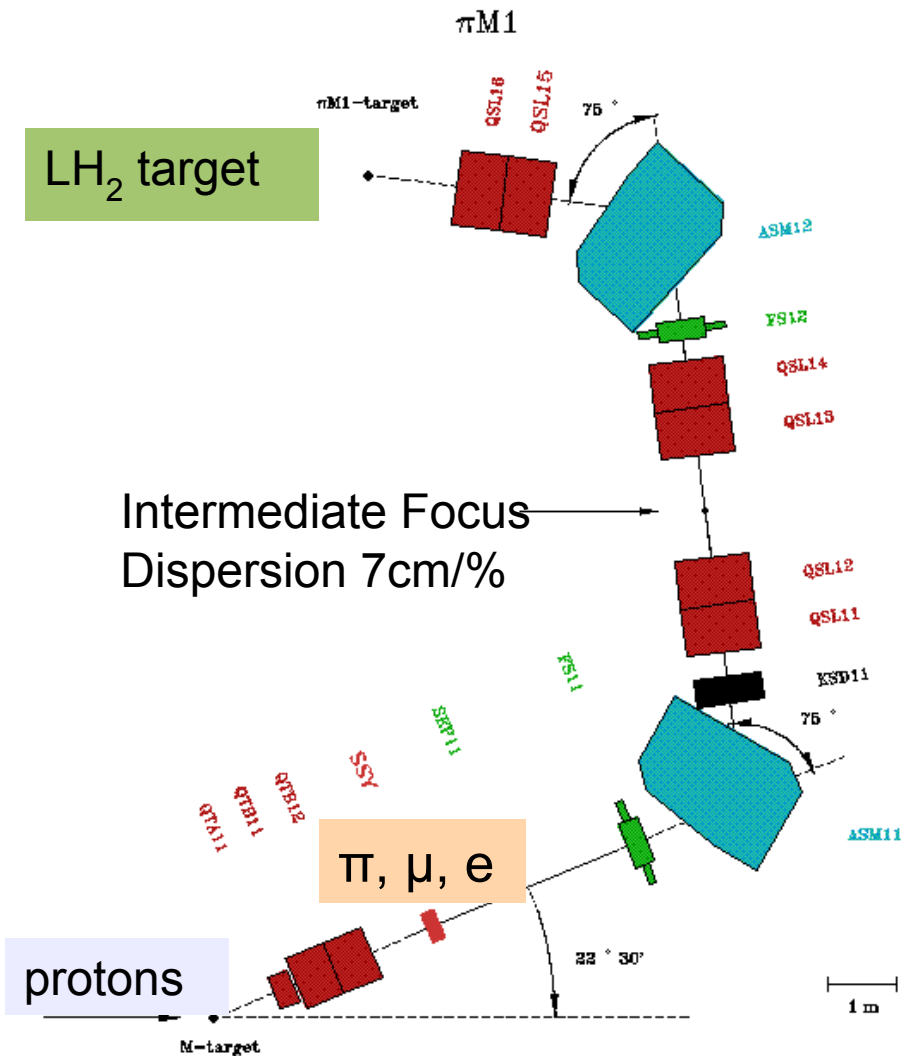 πM1
πM1-target
QSL16
QSL15
75 °
LH₂ target
ASM12
FS12
QSL14
QSL13
Intermediate Focus
Dispersion 7cm/%
QSL12
QSL11
KSD11
75 °
FS11
SEP11
SSY
QTB12
QTB11
QTA11
ASM11
π, μ, e
22 ° 30'
protons
1 m
M-target